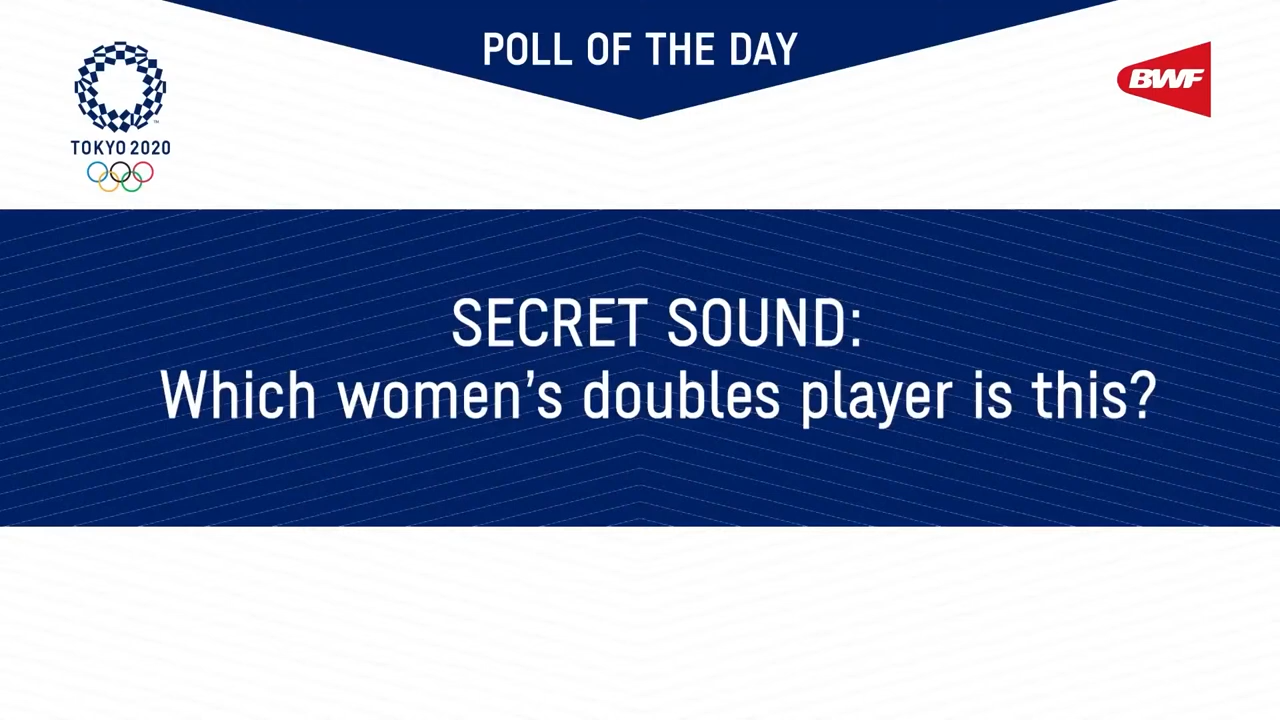 POLL OF THE DAY
BWF
TOKYO 2020
SECRET SOUND:
Which women's doubles player is this?